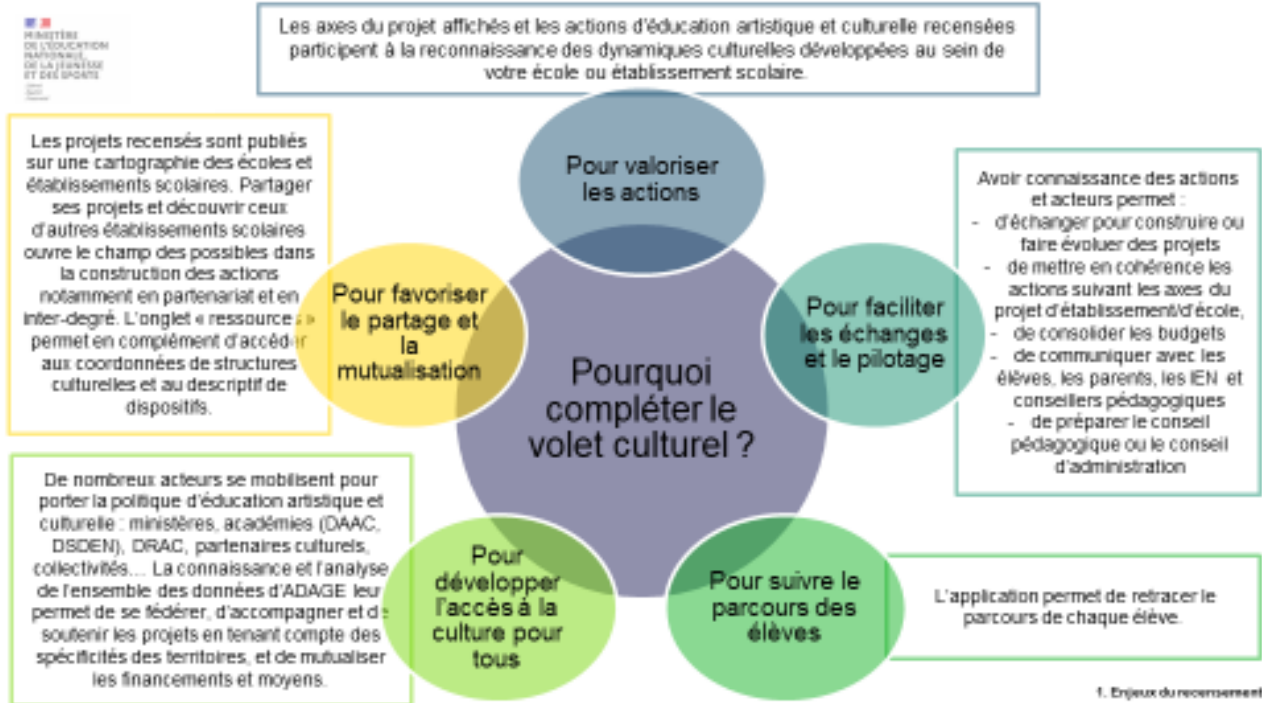 MINISTÈRE
DE L'ÉDUCATION
NATIONALE,
DE LA JEUNESSE
ET DES SPORTS
Les axes du projet affichés et les actions d'éducation artistique et culturelle recensées
participent à la reconnaissance des dynamiques culturelles développées au sein de
votre école ou établissement scolaire.
Pour valoriser
les actions
Les projets recensés sont publiés
sur une cartographie des écoles et
établissements scolaires. Partager
ses projets et découvrir ceux
d'autres établissements scolaires
ouvre le champ des possibles dans
la construction des actions
notamment en partenariat et en
inter-degré. L'onglet « ressources »
permet en complément d'accéder
aux coordonnées de structures
culturelles et au descriptif de
dispositifs.
Pour favoriser
le partage et
la
mutualisation
Avoir connaissance des actions
et acteurs permet :
- d'échanger pour construire ou
faire évoluer des projets
- de mettre en cohérence les
actions suivant les axes du
projet d'établissement/d'école,
- de consolider les budgets
- de communiquer avec les
élèves, les parents, les IEN et
conseillers pédagogiques
- de préparer le conseil
pédagogique ou le conseil
d'administration
Pour faciliter
les échanges
et le pilotage
Pourquoi
compléter le
volet culturel ?
De nombreux acteurs se mobilisent pour
porter la politique d'éducation artistique et
culturelle : ministères, académies (DAAC,
DSDEN), DRAC, partenaires culturels,
collectivités… La connaissance et l'analyse
de l'ensemble des données d'ADAGE leur
permet de se fédérer, d'accompagner et de
soutenir les projets en tenant compte des
spécificités des territoires, et de mutualiser
les financements et moyens.
Pour
développer
l'accès à la
culture pour
tous
Pour suivre le
parcours des
élèves
L'application permet de retracer le
parcours de chaque élève.
1. Enjeux du recensement